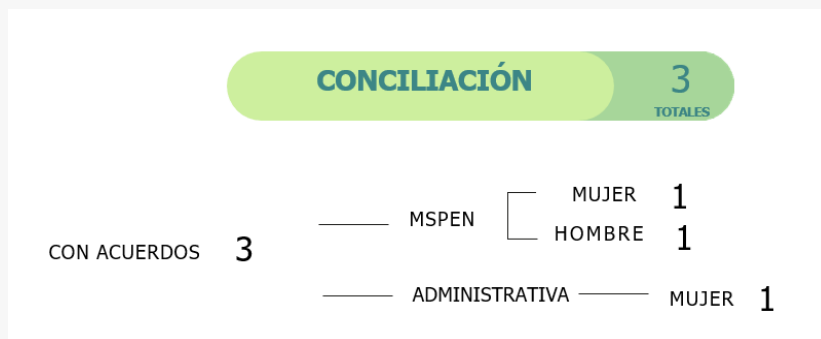 CONCILIACIÓN 3
TOTALES
MUJER 1
MSPEN
HOMBRE 1
CON ACUERDOS 3
ADMINISTRATIVA MUJER 1